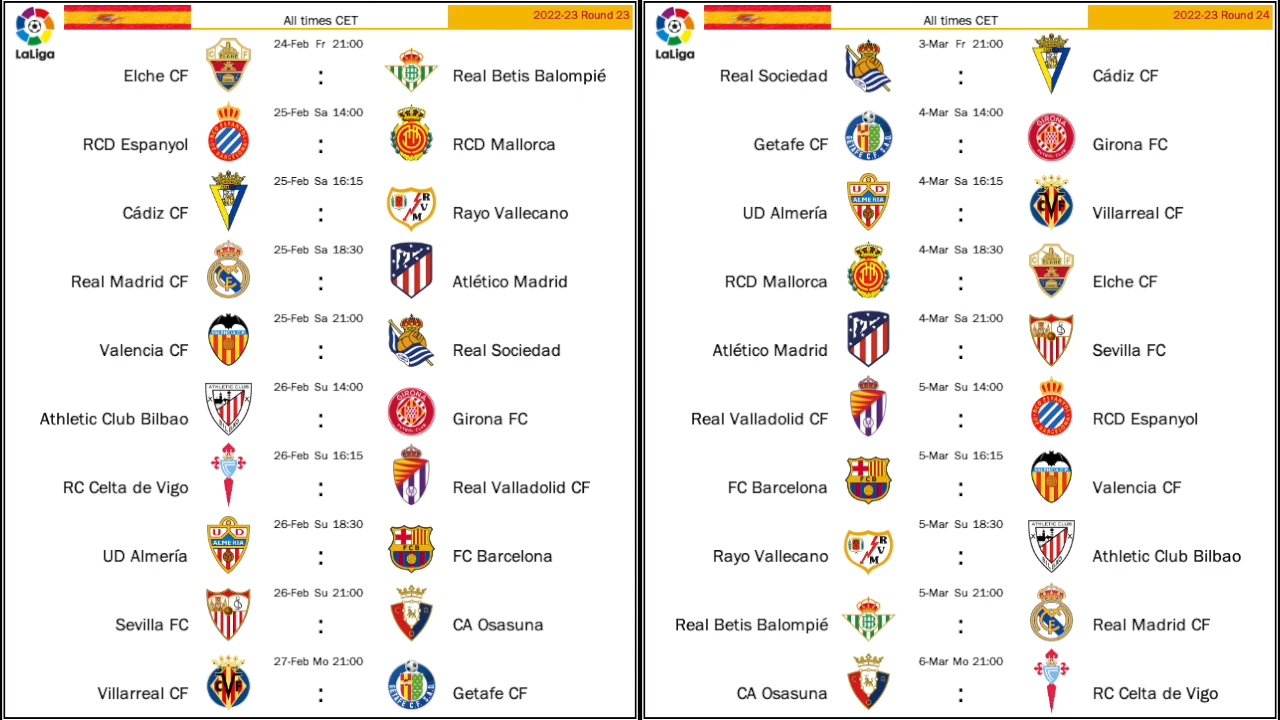 LaLiga
All times CET
2022-23 Round 23
24-Feb Fr 21:00
Elche CF : Real Betis Balompié
25-Feb Sa 14:00
RCD Espanyol : RCD Mallorca
25-Feb Sa 16:15
Cádiz CF : Rayo Vallecano
25-Feb Sa 18:30
Real Madrid CF : Atlético Madrid
25-Feb Sa 21:00
Valencia CF : Real Sociedad
26-Feb Su 14:00
Athletic Club Bilbao : Girona FC
26-Feb Su 16:15
RC Celta de Vigo : Real Valladolid CF
26-Feb Su 18:30
UD Almería : FC Barcelona
26-Feb Su 21:00
Sevilla FC : CA Osasuna
27-Feb Mo 21:00
Villarreal CF : Getafe CF
LaLiga
All times CET
2022-23 Round 24
3-Mar Fr 21:00
Real Sociedad : Cádiz CF
4-Mar Sa 14:00
Getafe CF : Girona FC
4-Mar Sa 16:15
UD Almería : Villarreal CF
4-Mar Sa 18:30
RCD Mallorca : Elche CF
4-Mar Sa 21:00
Atlético Madrid : Sevilla FC
5-Mar Su 14:00
Real Valladolid CF : RCD Espanyol
5-Mar Su 16:15
FC Barcelona : Valencia CF
5-Mar Su 18:30
Rayo Vallecano : Athletic Club Bilbao
5-Mar Su 21:00
Real Betis Balompié : Real Madrid CF
6-Mar Mo 21:00
CA Osasuna : RC Celta de Vigo